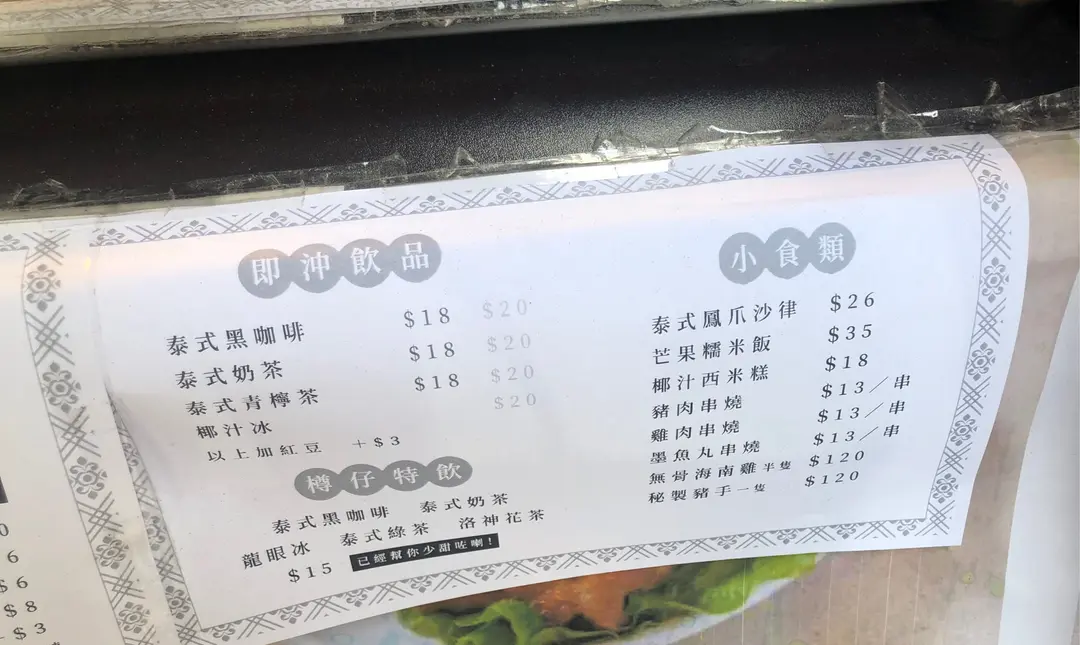 即沖飲品
泰式黑咖啡 $18 $20
泰式奶茶 $18 $20
泰式青檸茶 $18 $20
椰汁冰 $20
以上加紅豆 +$3
樽仔特飲
泰式黑咖啡 泰式奶茶
龍眼冰 泰式綠茶 洛神花茶
$15 已經幫你少甜咗喇！
小食類
泰式鳳爪沙律 $26
芒果糯米飯 $35
椰汁西米糕 $18
豬肉串燒 $13／串
雞肉串燒 $13／串
墨魚丸串燒 $13／串
無骨海南雞半隻 $120
秘製豬手一隻 $120
0
6
$6
$8
$3